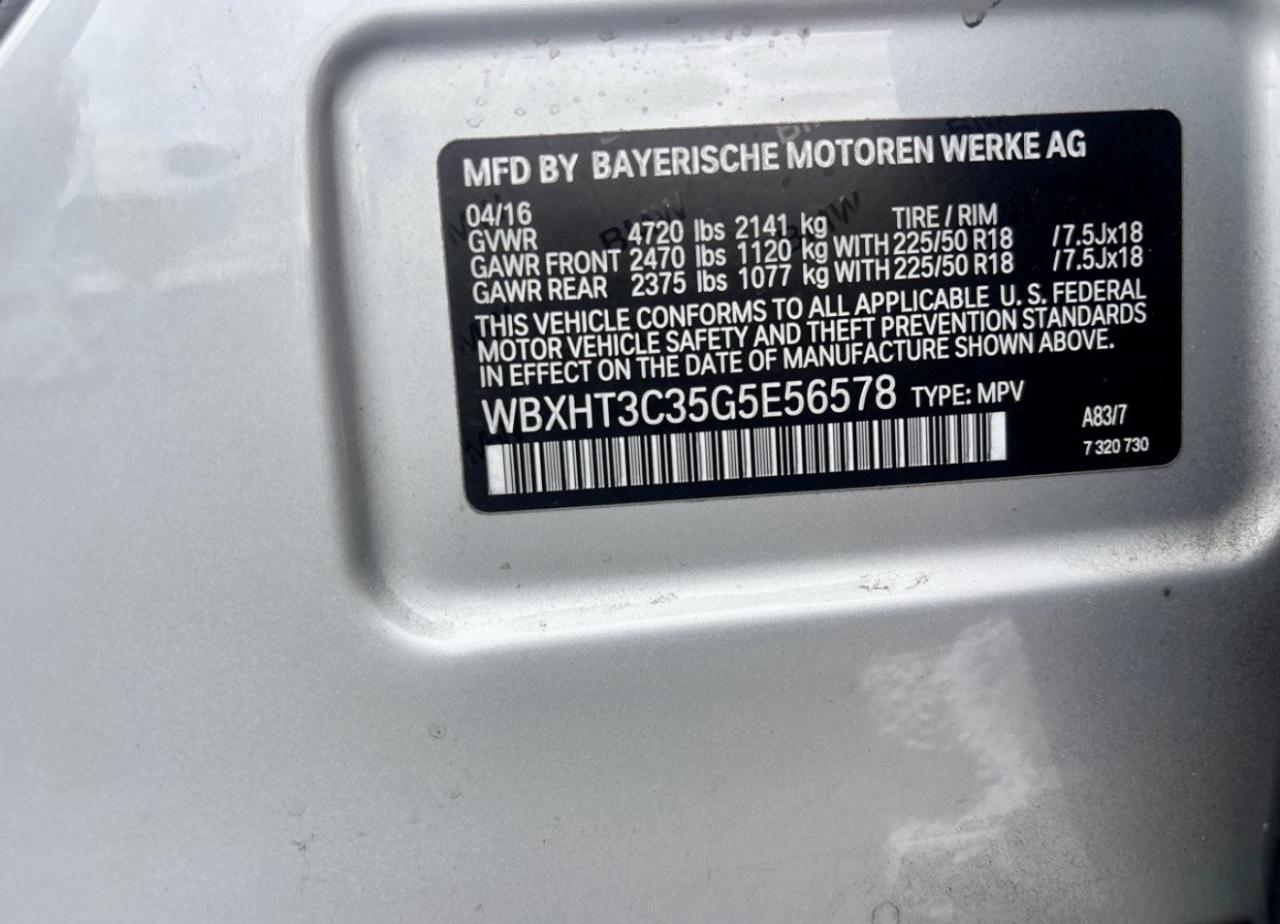 MFD BY BAYERISCHE MOTOREN WERKE AG
04/16 TIRE / RIM
GVWR 4720 lbs 2141 kg
GAWR FRONT 2470 lbs 1120 kg WITH 225/50 R18 /7.5Jx18
GAWR REAR 2375 lbs 1077 kg WITH 225/50 R18 /7.5Jx18
THIS VEHICLE CONFORMS TO ALL APPLICABLE U. S. FEDERAL
MOTOR VEHICLE SAFETY AND THEFT PREVENTION STANDARDS
IN EFFECT ON THE DATE OF MANUFACTURE SHOWN ABOVE.
WBXHT3C35G5E56578 TYPE: MPV
A83/7
7 320 730